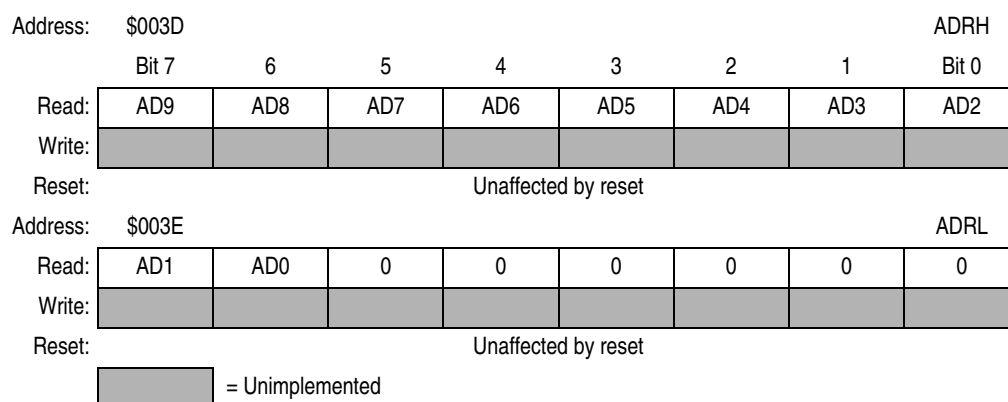 Address: $003D ADRH
Bit 7 6 5 4 3 2 1 Bit 0
Read: AD9 AD8 AD7 AD6 AD5 AD4 AD3 AD2
Write:
Reset: Unaffected by reset
Address: $003E ADRL
Read: AD1 AD0 0 0 0 0 0 0
Write:
Reset: Unaffected by reset
= Unimplemented